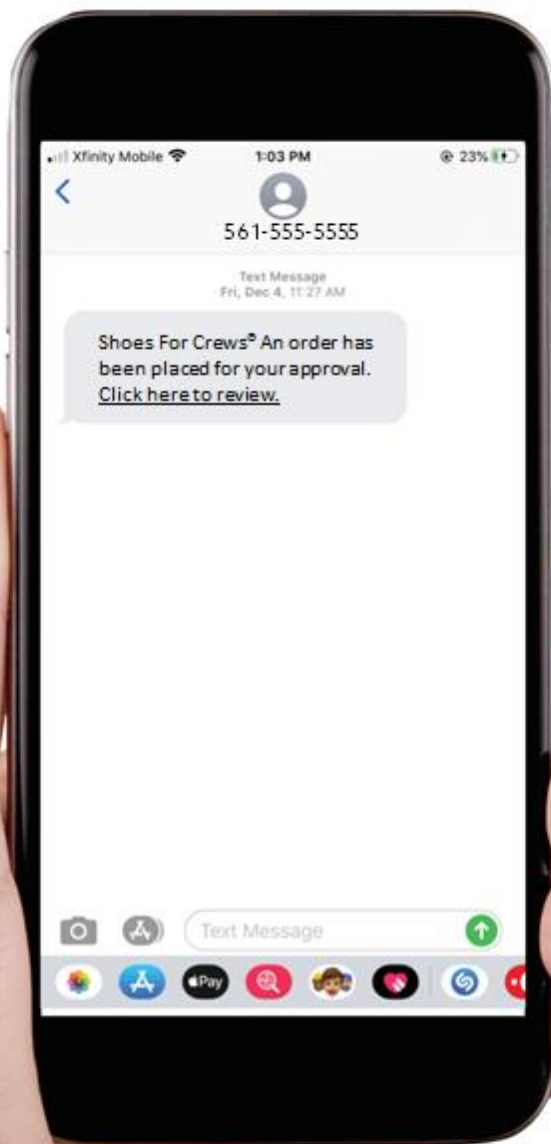 Xfinity Mobile 1:03 PM 23%
561-555-5555
Text Message
Fri, Dec 4, 11:27 AM
Shoes For Crews® An order has
been placed for your approval.
Click here to review.
Text Message
Pay